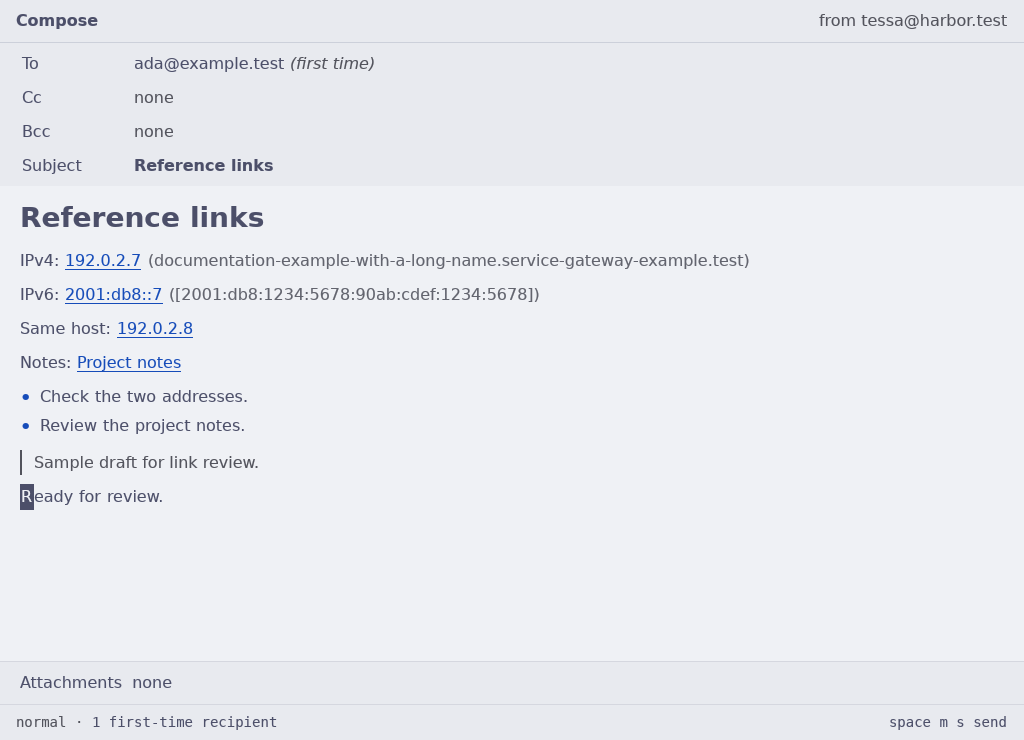 Compose from tessa@harbor.test
To ada@example.test (first time)
Cc none
Bcc none
Subject Reference links
Reference links
IPv4: 192.0.2.7 (documentation-example-with-a-long-name.service-gateway-example.test)
IPv6: 2001:db8::7 ([2001:db8:1234:5678:90ab:cdef:1234:5678])
Same host: 192.0.2.8
Notes: Project notes
• Check the two addresses.
• Review the project notes.
Sample draft for link review.
Ready for review.
Attachments none
normal · 1 first-time recipient space m s send